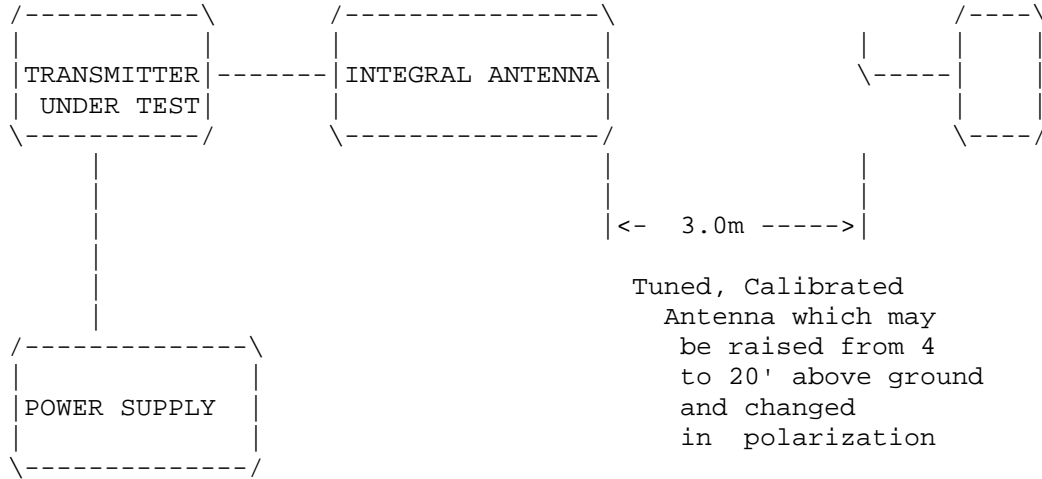 TRANSMITTER
UNDER TEST
INTEGRAL ANTENNA
<- 3.0m ----->
Tuned, Calibrated
Antenna which may
be raised from 4
to 20' above ground
and changed
in polarization
POWER SUPPLY